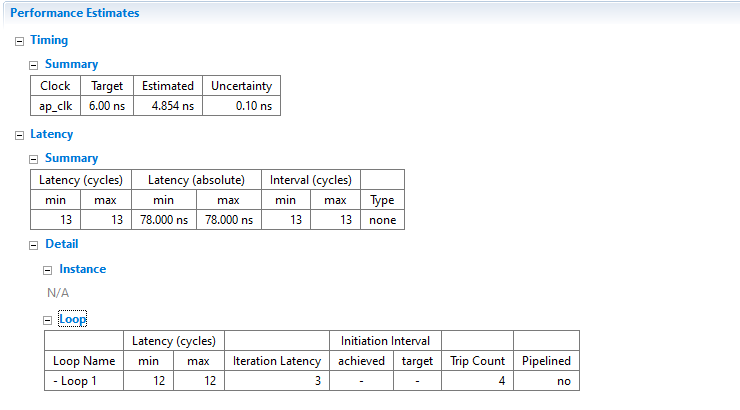 Performance Estimates
Timing
Summary
Clock Target Estimated Uncertainty
ap_clk 6.00 ns 4.854 ns 0.10 ns
Latency
Summary
Latency (cycles) Latency (absolute) Interval (cycles)
min max min max min max Type
13 13 78.000 ns 78.000 ns 13 13 none
Detail
Instance
N/A
Loop
Latency (cycles) Initiation Interval
Loop Name min max Iteration Latency achieved target Trip Count Pipelined
- Loop 1 12 12 3 - - 4 no